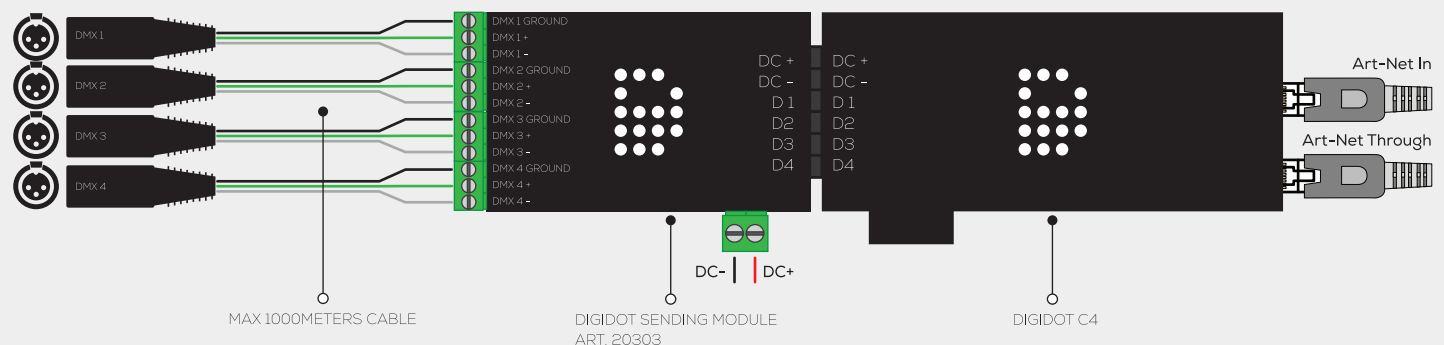 DMX 1
DMX 2
DMX 3
DMX 4
DMX 1 GROUND
DMX 1 +
DMX 1 -
DMX 2 GROUND
DMX 2 +
DMX 2 -
DMX 3 GROUND
DMX 3 +
DMX 3 -
DMX 4 GROUND
DMX 4 +
DMX 4 -
DC +
DC -
D1
D2
D3
D4
DC +
DC -
D1
D2
D3
D4
Art-Net In
Art-Net Through
DC-
DC+
MAX 1000METERS CABLE
DIGIDOT SENDING MODULE
ART. 20303
DIGIDOT C4